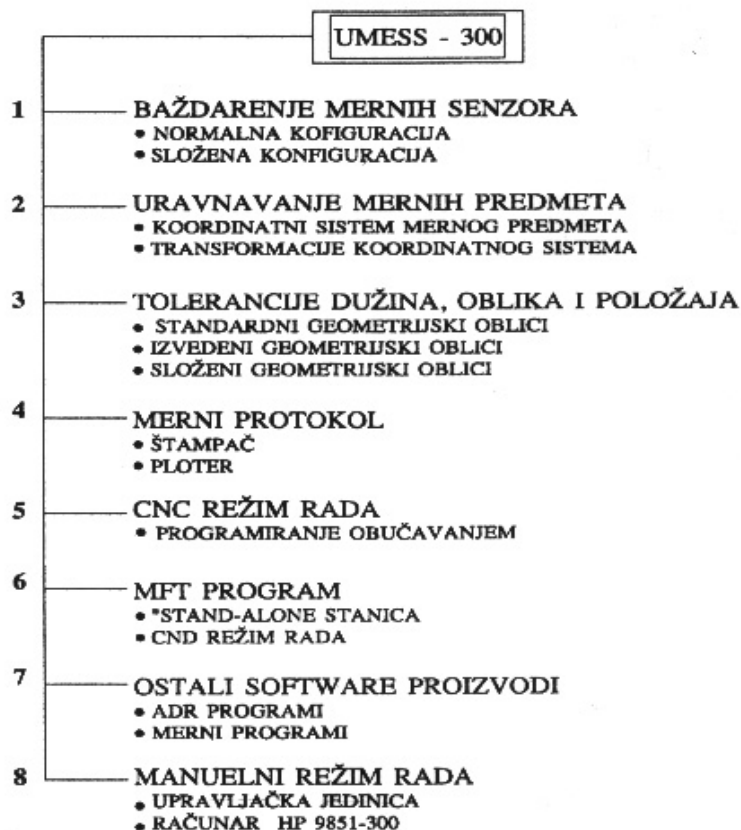 UMESS - 300
1 BAŽDARENJE MERNIH SENZORA
• NORMALNA KOFIGURACIJA
• SLOŽENA KONFIGURACIJA
2 URAVNAVANJE MERNIH PREDMETA
• KOORDINATNI SISTEM MERNOG PREDMETA
• TRANSFORMACIJE KOORDINATNOG SISTEMA
3 TOLERANCIJE DUŽINA, OBLIKA I POLOŽAJA
• STANDARDNI GEOMETRIJSKI OBLICI
• IZVEDENI GEOMETRIJSKI OBLICI
• SLOŽENI GEOMETRIJSKI OBLICI
4 MERNI PROTOKOL
• ŠTAMPAČ
• PLOTER
5 CNC REŽIM RADA
• PROGRAMIRANJE OBUČAVANJEM
6 MFT PROGRAM
• "STAND-ALONE STANICA
• CND REŽIM RADA
7 OSTALI SOFTWARE PROIZVODI
• ADR PROGRAMI
• MERNI PROGRAMI
8 MANUELNI REŽIM RADA
• UPRAVLJAČKA JEDINICA
• RAČUNAR HP 9851-300